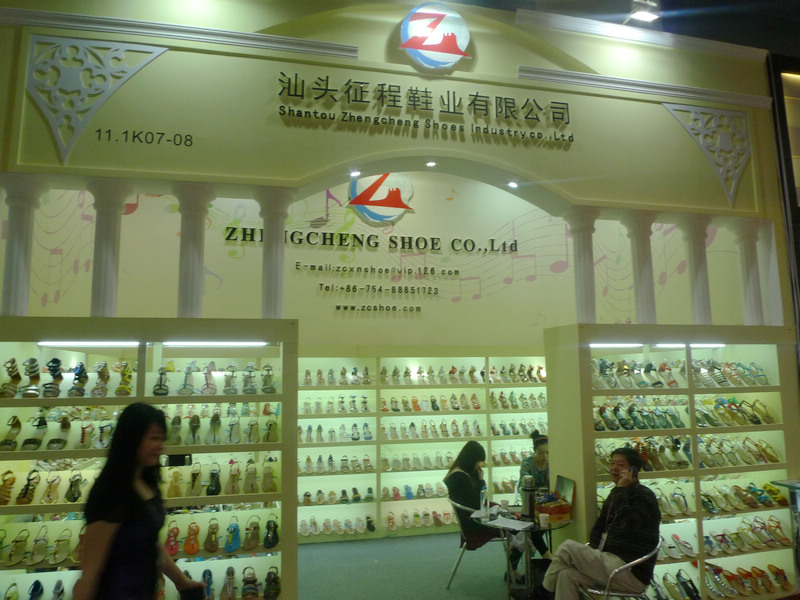 汕头征程鞋业有限公司
Shantou Zhengcheng Shoes Industry co.,Ltd
11.1K07-08
ZHENGCHENG SHOE CO.,Ltd
E-mail:zcxnshoe@vip.126.com
Tel:+86-754-88851723
www.zcshoe.com